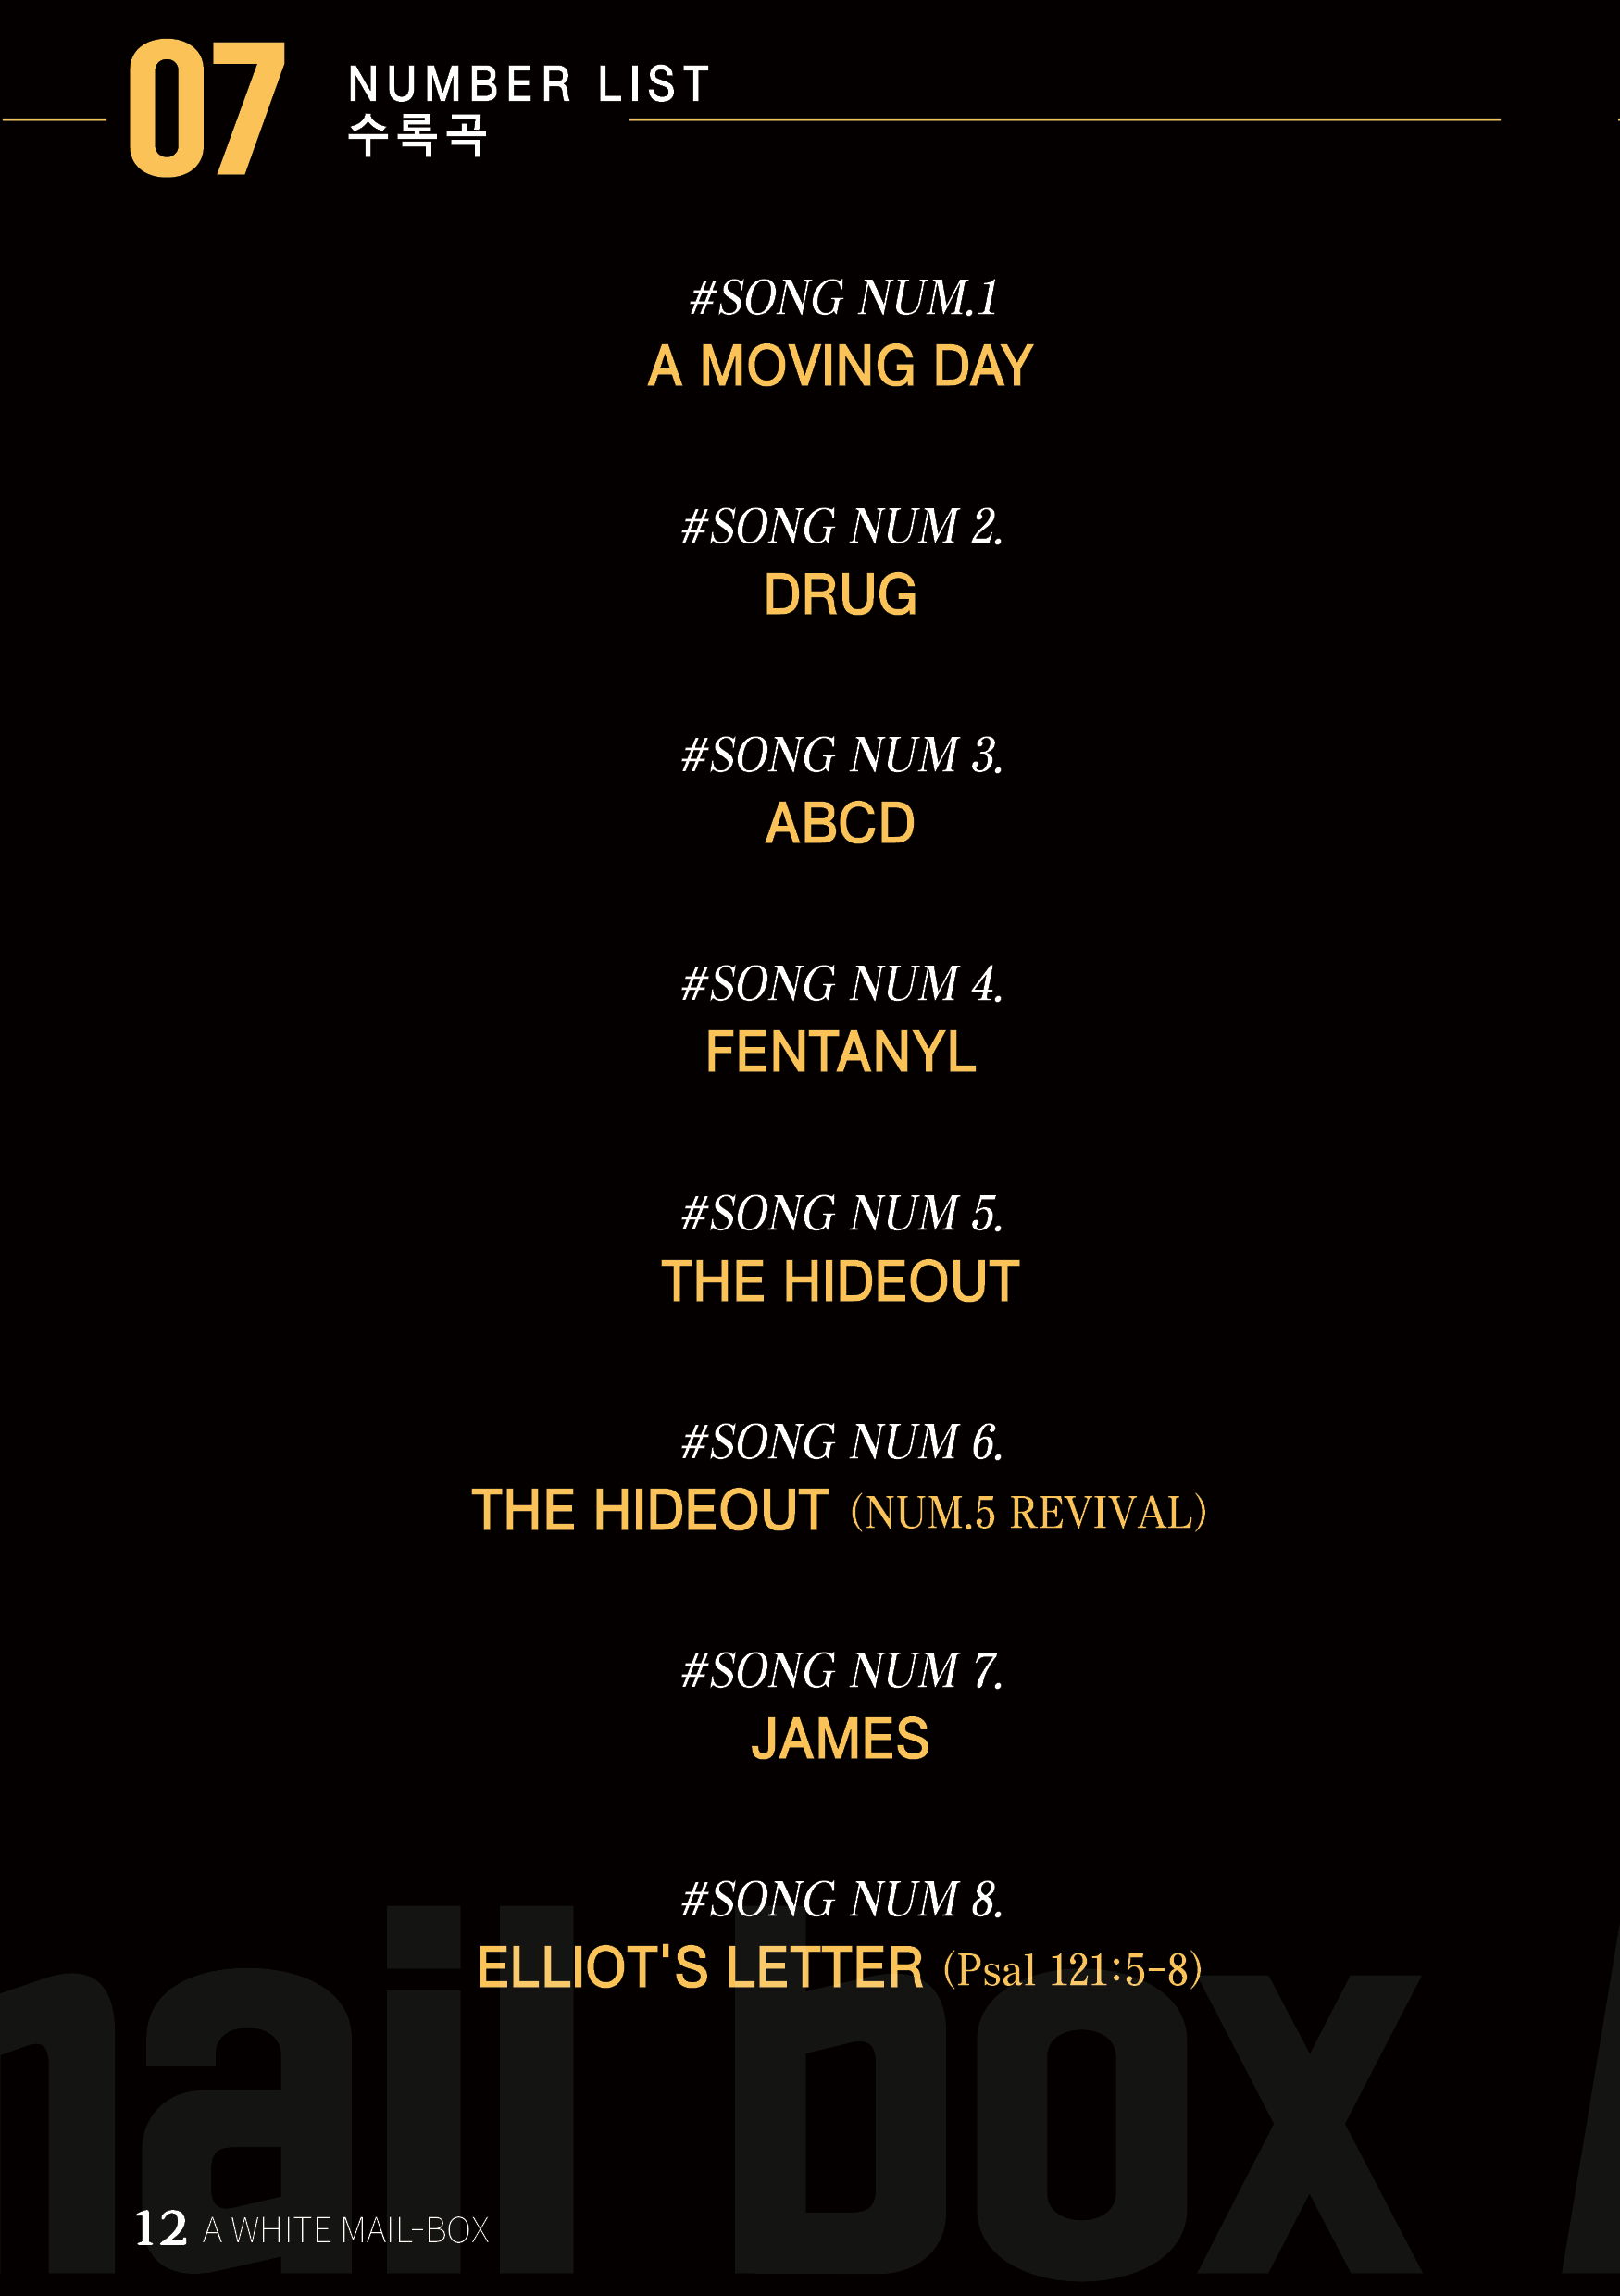 07
NUMBER LIST
수록곡
#SONG NUM.1
A MOVING DAY
#SONG NUM 2.
DRUG
#SONG NUM 3.
ABCD
#SONG NUM 4.
FENTANYL
#SONG NUM 5.
THE HIDEOUT
#SONG NUM 6.
THE HIDEOUT (NUM.5 REVIVAL)
#SONG NUM 7.
JAMES
#SONG NUM 8.
ELLIOT'S LETTER (Psal 121:5-8)
mail box
12 A WHITE MAIL-BOX